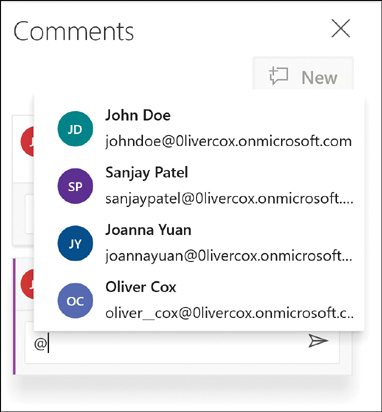 Comments
New
JD John Doe
johndoe@0livercox.onmicrosoft.com
SP Sanjay Patel
sanjaypatel@0livercox.onmicrosoft....
JY Joanna Yuan
joannayuan@0livercox.onmicrosoft....
OC Oliver Cox
oliver__cox@0livercox.onmicrosoft.c...
@